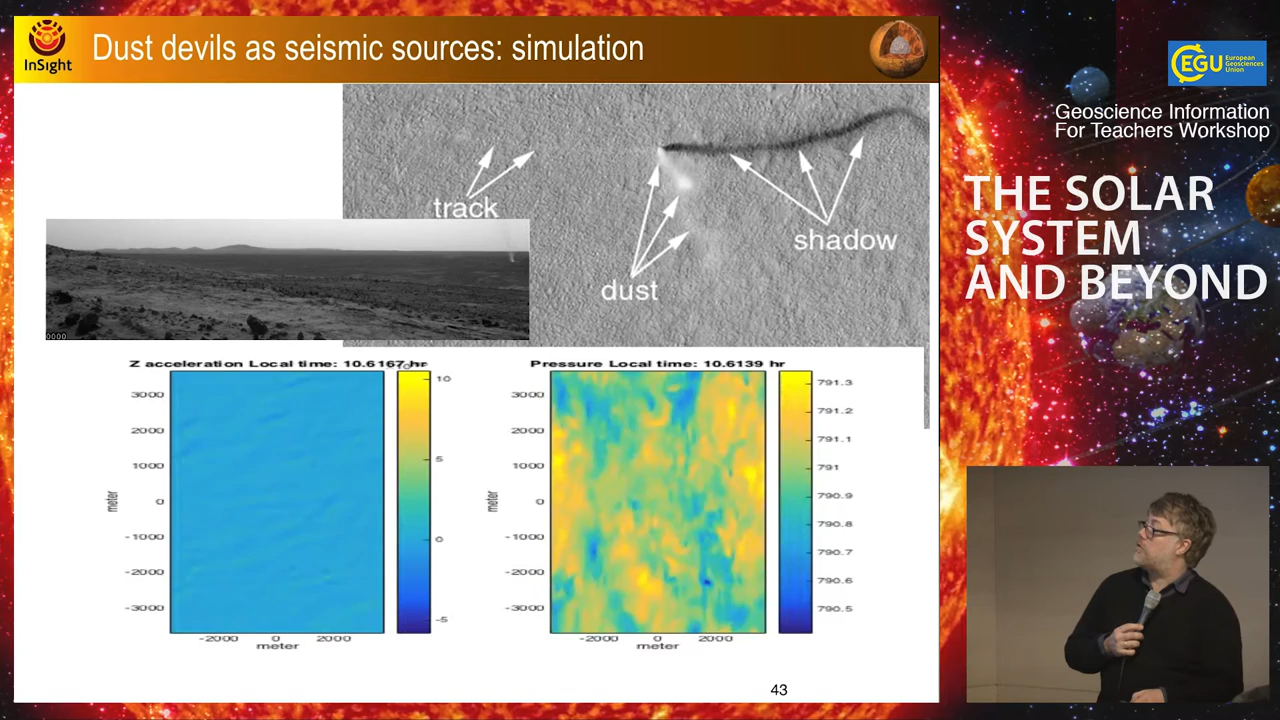 InSight
Dust devils as seismic sources: simulation
EGU European Geosciences Union
Geoscience Information
For Teachers Workshop
THE SOLAR
SYSTEM
AND BEYOND
track
dust
shadow
0000
Z acceleration Local time: 10.6167 hr
10
5
0
-5
3000
2000
1000
0
-1000
-2000
-3000
meter
-2000 0 2000
meter
Pressure Local time: 10.6139 hr
791.3
791.2
791.1
791
790.9
790.8
790.7
790.6
790.5
3000
2000
1000
0
-1000
-2000
-3000
meter
-2000 0 2000
meter
43